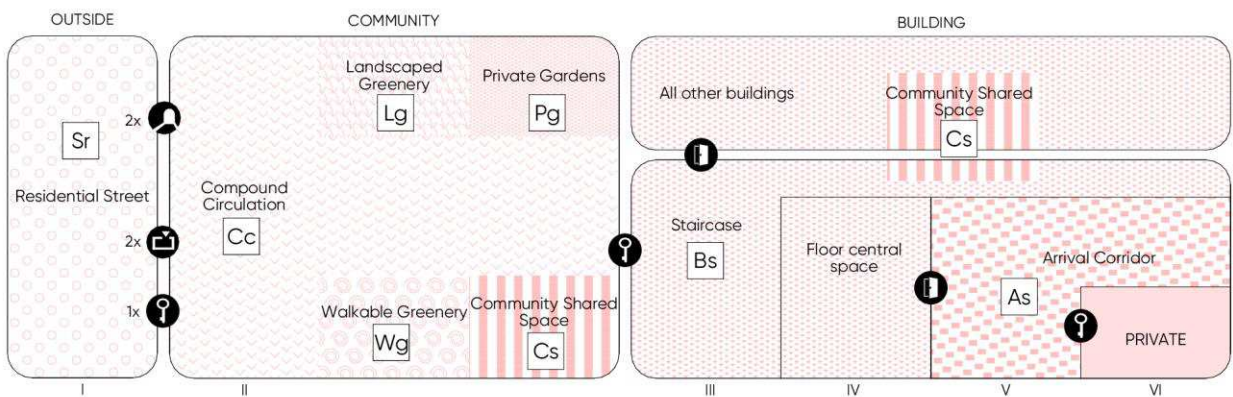 OUTSIDE
COMMUNITY
BUILDING
2x
Sr
Residential Street
2x
1x
Compound
Circulation
Cc
Landscaped
Greenery
Lg
Private Gardens
Pg
Walkable Greenery
Wg
Community Shared
Space
Cs
All other buildings
Community Shared
Space
Cs
Staircase
Bs
Floor central
space
Arrival Corridor
As
PRIVATE
I
II
III
IV
V
VI